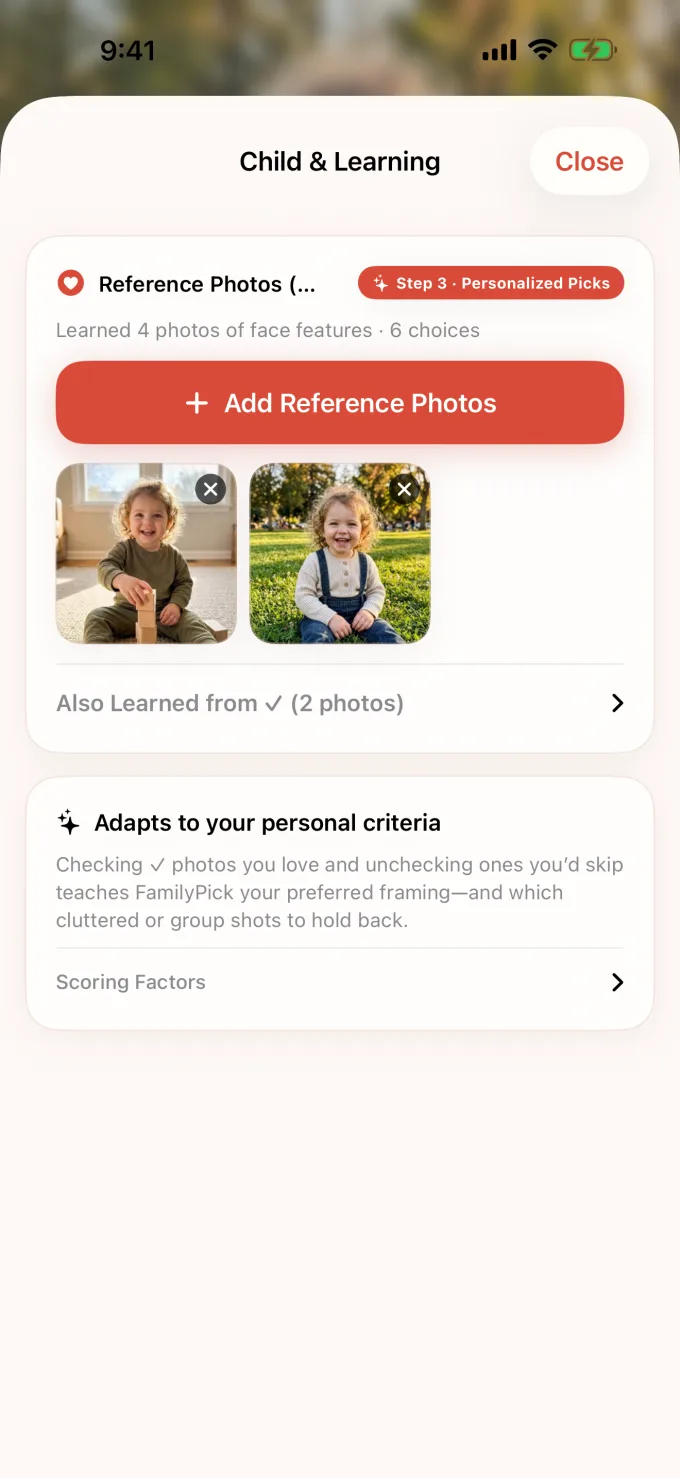 9:41
Child & Learning
Close
Reference Photos (...
Step 3 · Personalized Picks
Learned 4 photos of face features · 6 choices
+ Add Reference Photos
Also Learned from ✓ (2 photos)
Adapts to your personal criteria
Checking ✓ photos you love and unchecking ones you’d skip
teaches FamilyPick your preferred framing—and which
cluttered or group shots to hold back.
Scoring Factors